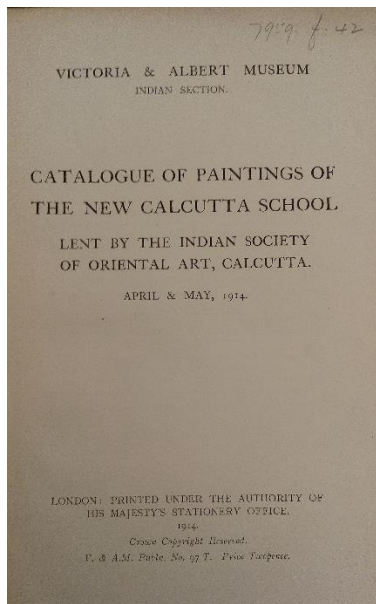 7959. f. 42
VICTORIA & ALBERT MUSEUM
INDIAN SECTION.
CATALOGUE OF PAINTINGS OF
THE NEW CALCUTTA SCHOOL
LENT BY THE INDIAN SOCIETY
OF ORIENTAL ART, CALCUTTA.
APRIL & MAY, 1914.
LONDON: PRINTED UNDER THE AUTHORITY OF
HIS MAJESTY'S STATIONERY OFFICE.
1914.
Crown Copyright Reserved.
V. & A.M. Publn. No. 97 T. Price Twopence.